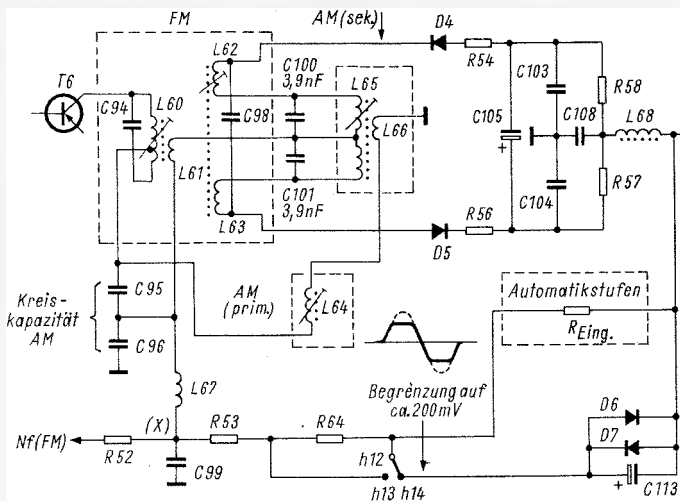 FM
AM(sek.)
D4
L62
R54
C100
3,9nF
L65
C103
T6
C94
L60
R58
C105
C108
L68
C98
L66
+
L61
R57
C101
3,9nF
C104
L63
R56
D5
C95
AM
(prim.)
L64
Automatikstufen
Kreis-
kapazität
AM
REing.
C96
L67
Begrènzung auf
ca.200mV
D6
(X)
R53
R64
Nf(FM)
D7
R52
h12
C99
h13 h14
+
C113